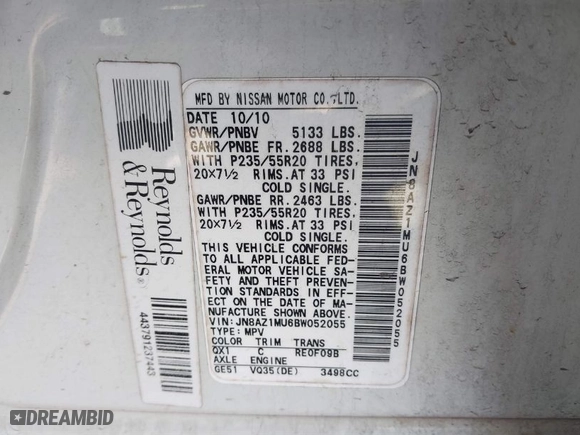 MFD BY NISSAN MOTOR CO.,LTD.
DATE 10/10
GVWR/PNBV 5133 LBS.
GAWR/PNBE FR. 2688 LBS.
WITH P235/55R20 TIRES,
20×7½ RIMS.AT 33 PSI
COLD SINGLE.
GAWR/PNBE RR. 2463 LBS.
WITH P235/55R20 TIRES,
20×7½ RIMS.AT 33 PSI
COLD SINGLE.
THIS VEHICLE CONFORMS
TO ALL APPLICABLE FED-
ERAL MOTOR VEHICLE SA-
FETY AND THEFT PREVENTION
STANDARDS IN EFF-
ECT ON THE DATE OF MA-
NUFACTURE SHOWN ABOVE.
VIN: JN8AZ1MU6BW052055
TYPE: MPV
COLOR TRIM TRANS
QX1 C RE0F09B
AXLE ENGINE
GE51 VQ35(DE) 3498CC
JN8AZ1MU6BW052055
Reynolds
& Reynolds®
443791237443
DREAMBID